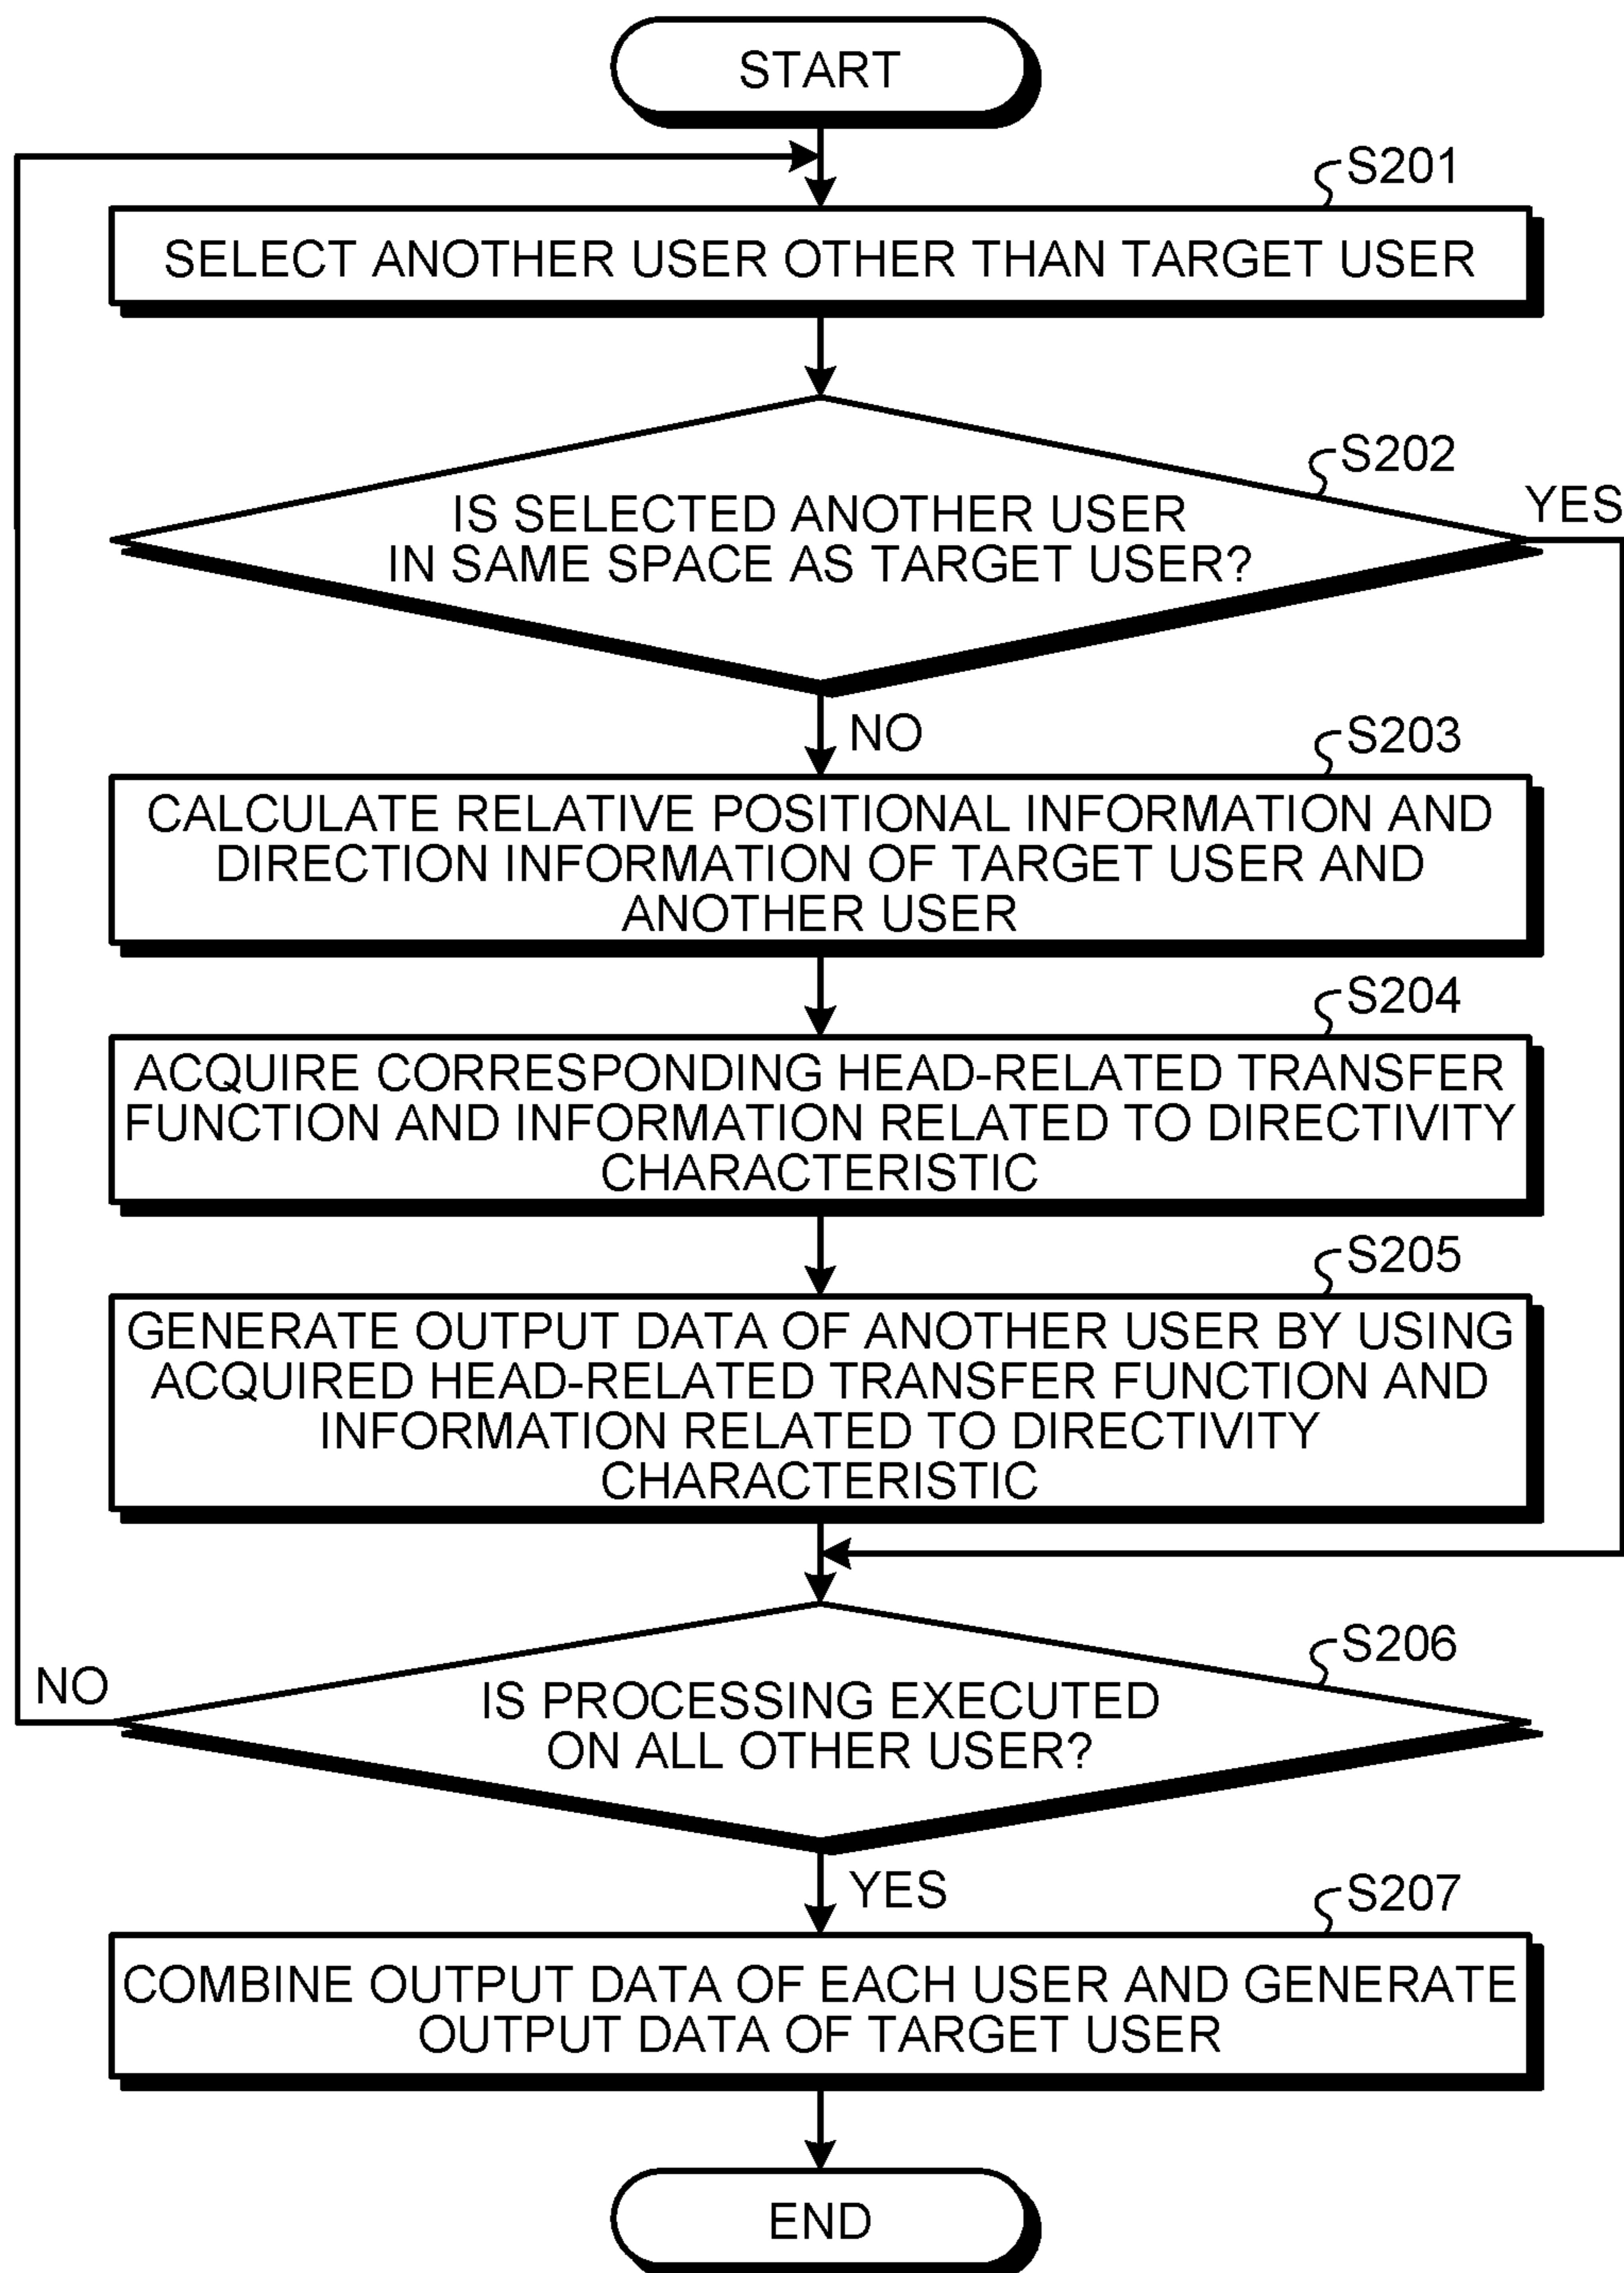 START
S201
SELECT ANOTHER USER OTHER THAN TARGET USER
S202
YES
IS SELECTED ANOTHER USER
IN SAME SPACE AS TARGET USER?
NO
S203
CALCULATE RELATIVE POSITIONAL INFORMATION AND
DIRECTION INFORMATION OF TARGET USER AND
ANOTHER USER
S204
ACQUIRE CORRESPONDING HEAD-RELATED TRANSFER
FUNCTION AND INFORMATION RELATED TO DIRECTIVITY
CHARACTERISTIC
S205
GENERATE OUTPUT DATA OF ANOTHER USER BY USING
ACQUIRED HEAD-RELATED TRANSFER FUNCTION AND
INFORMATION RELATED TO DIRECTIVITY
CHARACTERISTIC
S206
NO
IS PROCESSING EXECUTED
ON ALL OTHER USER?
YES
S207
COMBINE OUTPUT DATA OF EACH USER AND GENERATE
OUTPUT DATA OF TARGET USER
END